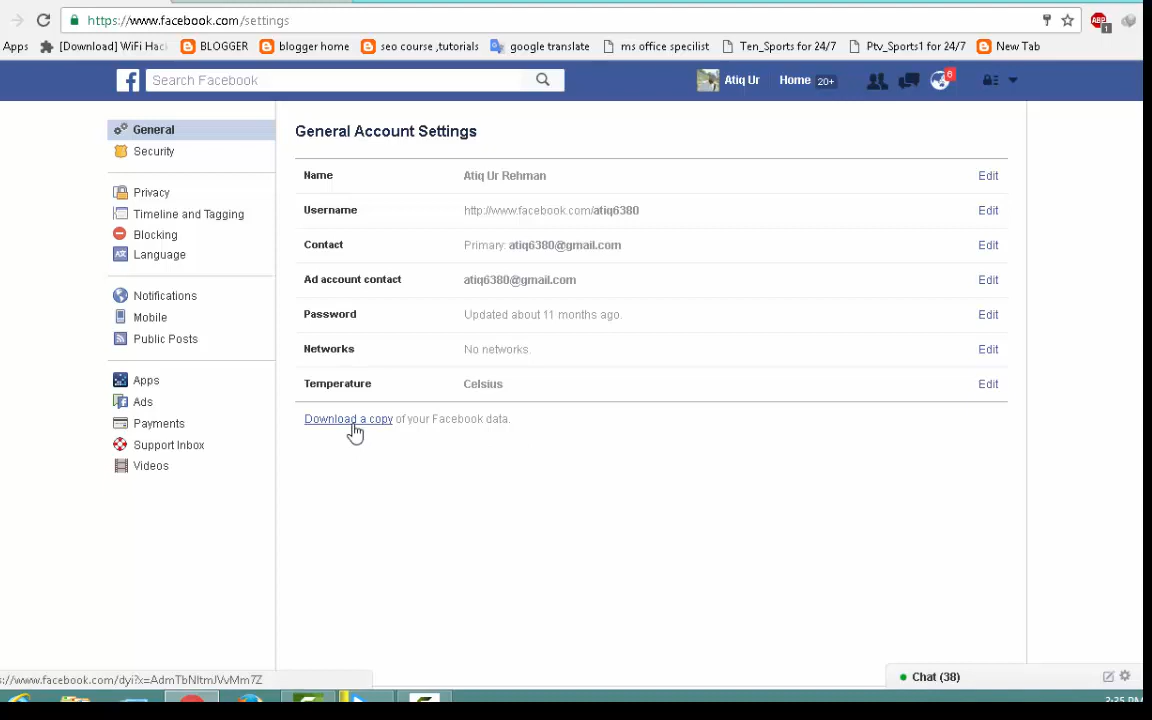 https://www.facebook.com/settings
Apps [Download] WiFi Hac BLOGGER blogger home seo course ,tutorials google translate ms office specilist Ten_Sports for 24/7 Ptv_Sports1 for 24/7 New Tab
Search Facebook Atiq Ur Home 20+
General
Security
Privacy
Timeline and Tagging
Blocking
Language
Notifications
Mobile
Public Posts
Apps
Ads
Payments
Support Inbox
Videos
General Account Settings
Name Atiq Ur Rehman Edit
Username http://www.facebook.com/atiq6380 Edit
Contact Primary: atiq6380@gmail.com Edit
Ad account contact atiq6380@gmail.com Edit
Password Updated about 11 months ago. Edit
Networks No networks. Edit
Temperature Celsius Edit
Download a copy of your Facebook data.
Chat (38)
2:25 PM